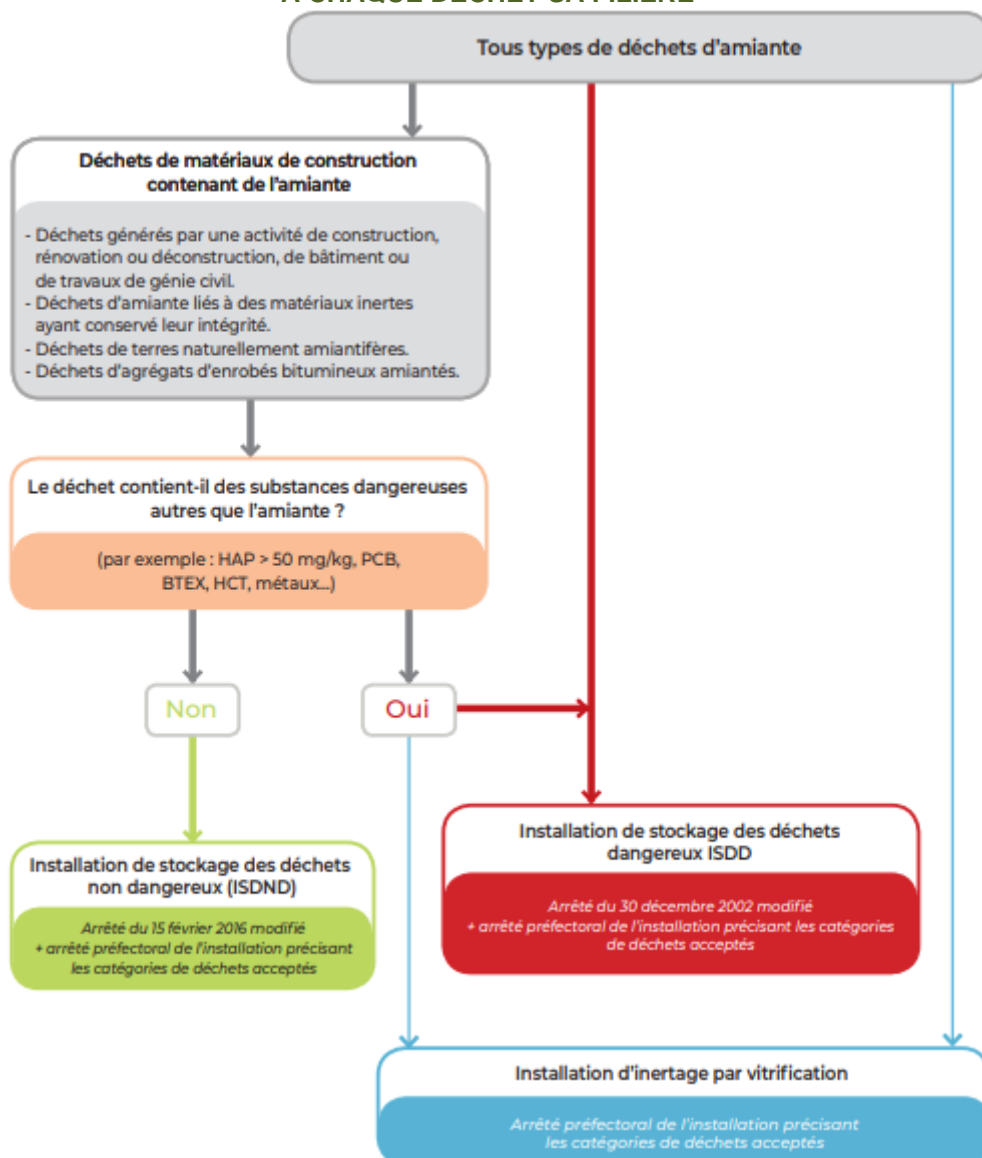 À CHAQUE DÉCHET SA FILIÈRE
Tous types de déchets d'amiante
Déchets de matériaux de construction
contenant de l'amiante
- Déchets générés par une activité de construction,
rénovation ou déconstruction, de bâtiment ou
de travaux de génie civil.
- Déchets d'amiante liés à des matériaux inertes
ayant conservé leur intégrité.
- Déchets de terres naturellement amiantifères.
- Déchets d'agrégats d'enrobés bitumineux amiantés.
Le déchet contient-il des substances dangereuses
autres que l'amiante ?
(par exemple : HAP > 50 mg/kg, PCB,
BTEX, HCT, métaux...)
Non
Oui
Installation de stockage des déchets
non dangereux (ISDND)
Arrêté du 15 février 2016 modifié
+ arrêté préfectoral de l'installation précisant
les catégories de déchets acceptés
Installation de stockage des déchets
dangereux ISDD
Arrêté du 30 décembre 2002 modifié
+ arrêté préfectoral de l'installation précisant les catégories
de déchets acceptés
Installation d'inertage par vitrification
Arrêté préfectoral de l'installation précisant
les catégories de déchets acceptés